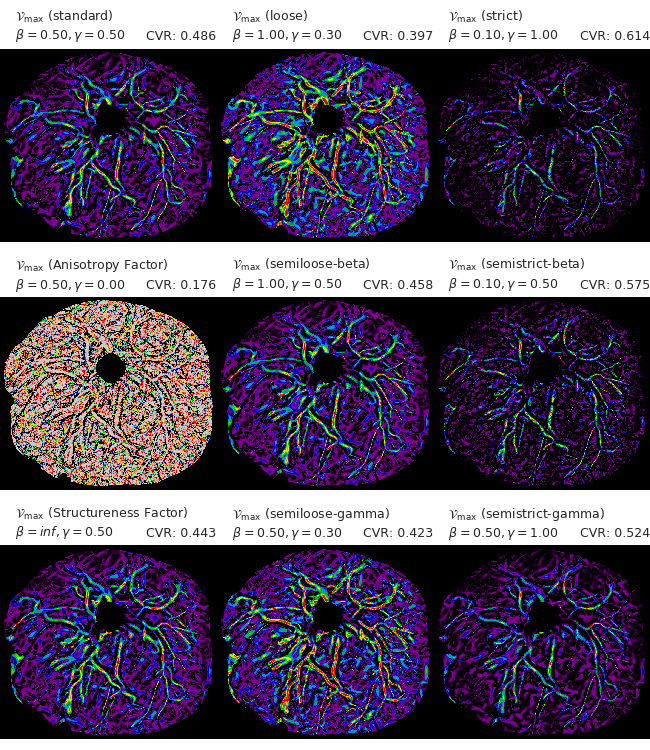 𝒱max (standard)
β = 0.50, γ = 0.50 CVR: 0.486
𝒱max (loose)
β = 1.00, γ = 0.30 CVR: 0.397
𝒱max (strict)
β = 0.10, γ = 1.00 CVR: 0.614
𝒱max (Anisotropy Factor)
β = 0.50, γ = 0.00 CVR: 0.176
𝒱max (semiloose-beta)
β = 1.00, γ = 0.50 CVR: 0.458
𝒱max (semistrict-beta)
β = 0.10, γ = 0.50 CVR: 0.575
𝒱max (Structureness Factor)
β = inf, γ = 0.50 CVR: 0.443
𝒱max (semiloose-gamma)
β = 0.50, γ = 0.30 CVR: 0.423
𝒱max (semistrict-gamma)
β = 0.50, γ = 1.00 CVR: 0.524